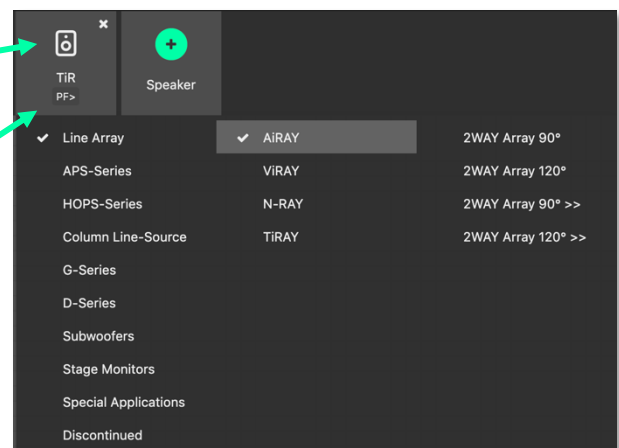 TiR
PF>
Speaker
Line Array
APS-Series
HOPS-Series
Column Line-Source
G-Series
D-Series
Subwoofers
Stage Monitors
Special Applications
Discontinued
AiRAY
ViRAY
N-RAY
TiRAY
2WAY Array 90°
2WAY Array 120°
2WAY Array 90° >>
2WAY Array 120° >>